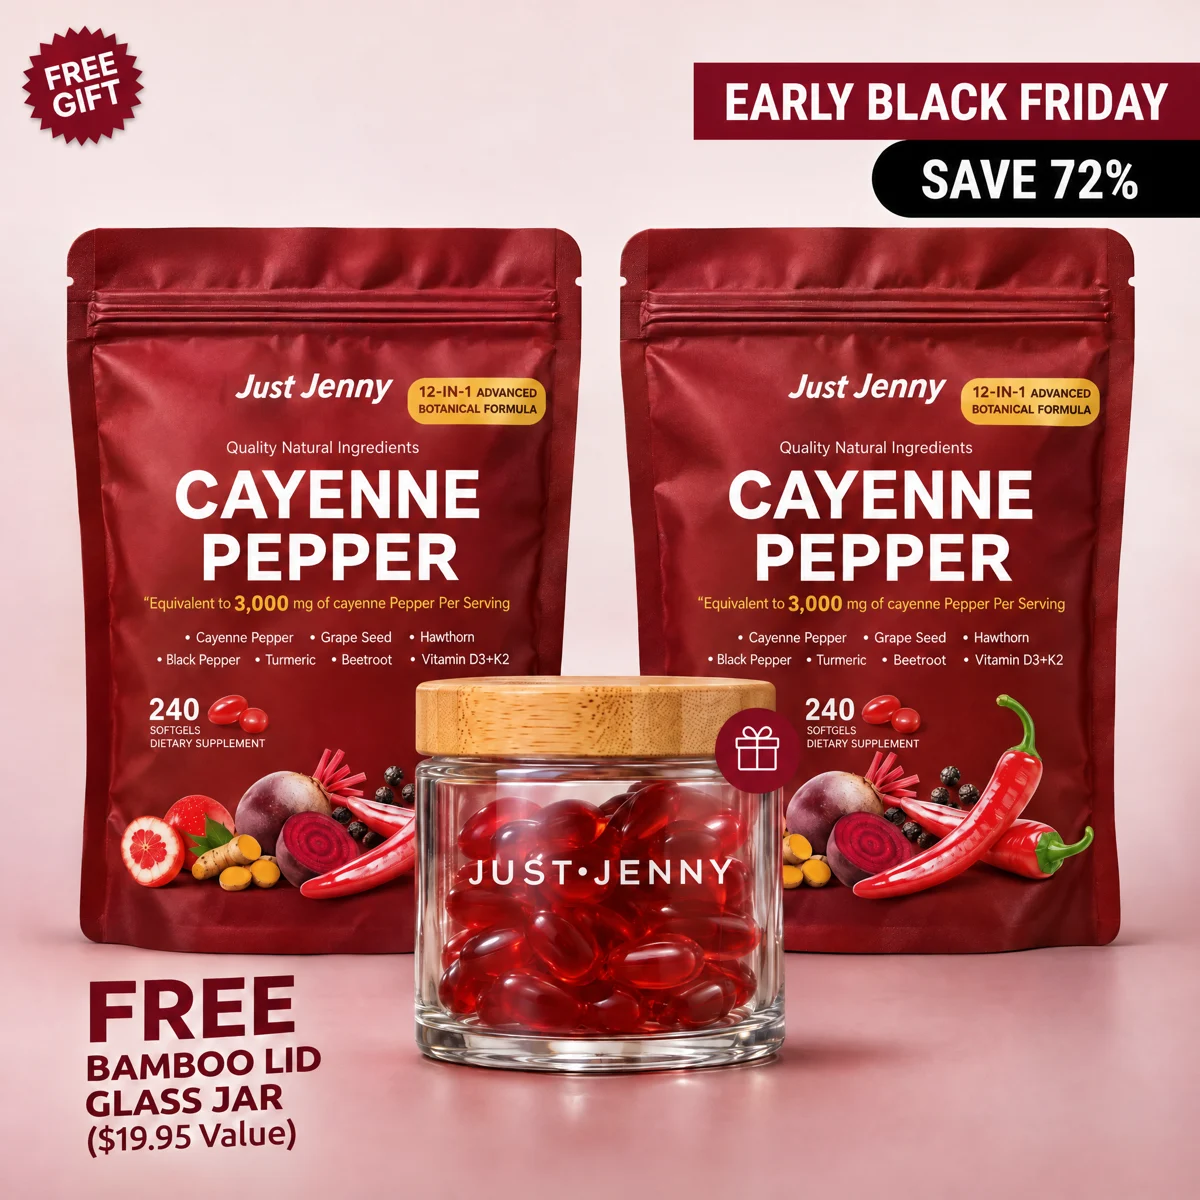 FREE
GIFT
EARLY BLACK FRIDAY
SAVE 72%
Just Jenny
12-IN-1 ADVANCED
BOTANICAL FORMULA
Quality Natural Ingredients
CAYENNE
PEPPER
"Equivalent to 3,000 mg of cayenne Pepper Per Serving
• Cayenne Pepper • Grape Seed • Hawthorn
• Black Pepper • Turmeric • Beetroot • Vitamin D3+K2
240
SOFTGELS
DIETARY SUPPLEMENT
Just Jenny
12-IN-1 ADVANCED
BOTANICAL FORMULA
Quality Natural Ingredients
CAYENNE
PEPPER
"Equivalent to 3,000 mg of cayenne Pepper Per Serving
• Cayenne Pepper • Grape Seed • Hawthorn
• Black Pepper • Turmeric • Beetroot • Vitamin D3+K2
240
SOFTGELS
DIETARY SUPPLEMENT
JUST•JENNY
FREE
BAMBOO LID
GLASS JAR
($19.95 Value)